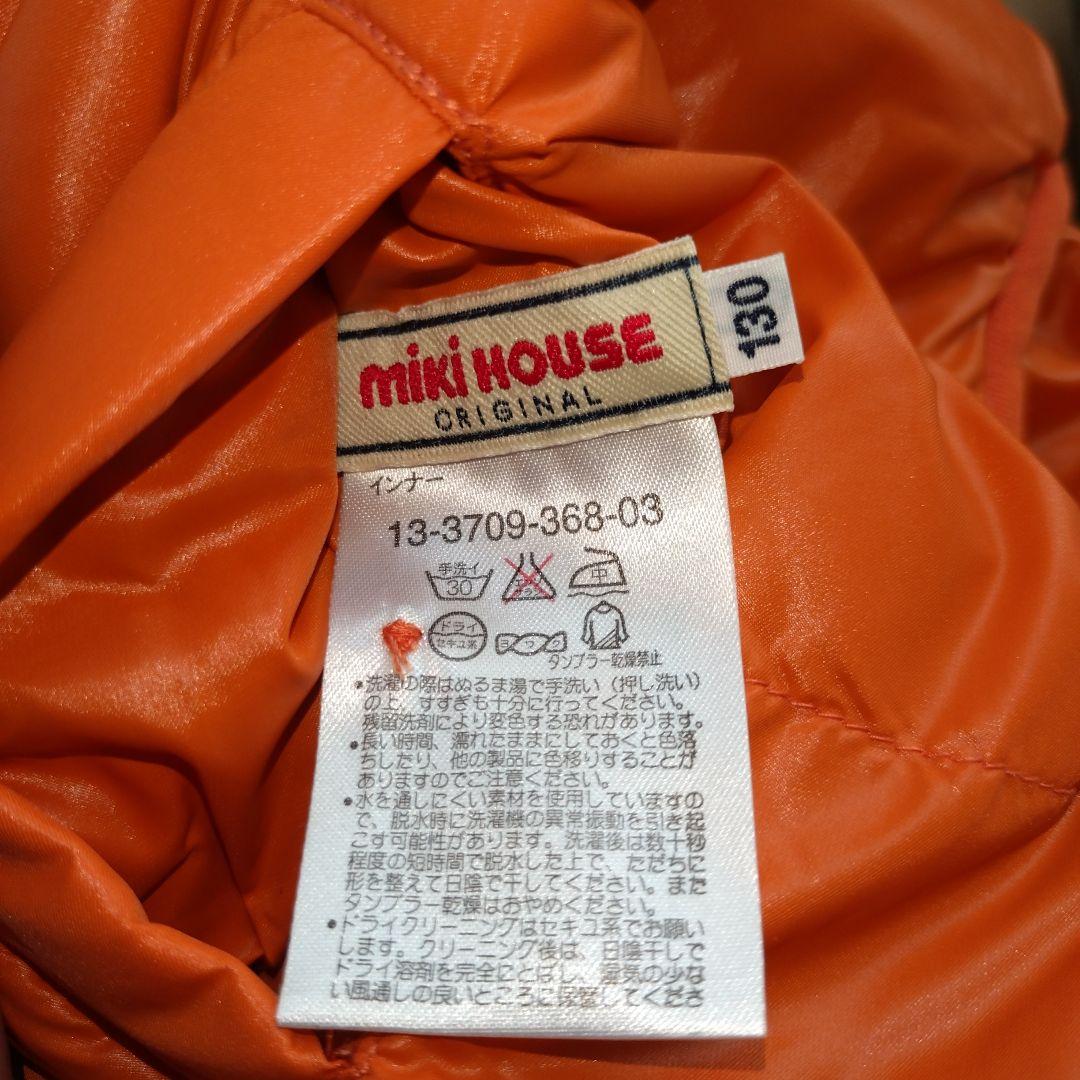 miki HOUSE
ORIGINAL
130
インナー
13-3709-368-03
手洗イ
30
中
ドライ
セキユ系
ヨワク
タンブラー乾燥禁止
•洗濯の際はぬるま湯で手洗い（押し洗い）
の上、すすぎも十分に行ってください。
残留洗剤により変色する恐れがあります。
•長い時間、濡れたままにしておくと色落
ちしたり、他の製品に色移りすることが
ありますのでご注意ください。
•水を通しにくい素材を使用していますの
で、脱水時に洗濯機の異常振動を引き起
こす可能性があります。洗濯後は数十秒
程度の短時間で脱水した上で、ただちに
形を整えて日陰で干してください。また
タンブラー乾燥はおやめください。
•ドライクリーニングはセキユ系でお願い
します。クリーニング後は、日陰干しで
ドライ溶剤を完全にとばし、湿気の少な
い風通しの良いところに保管してくださ